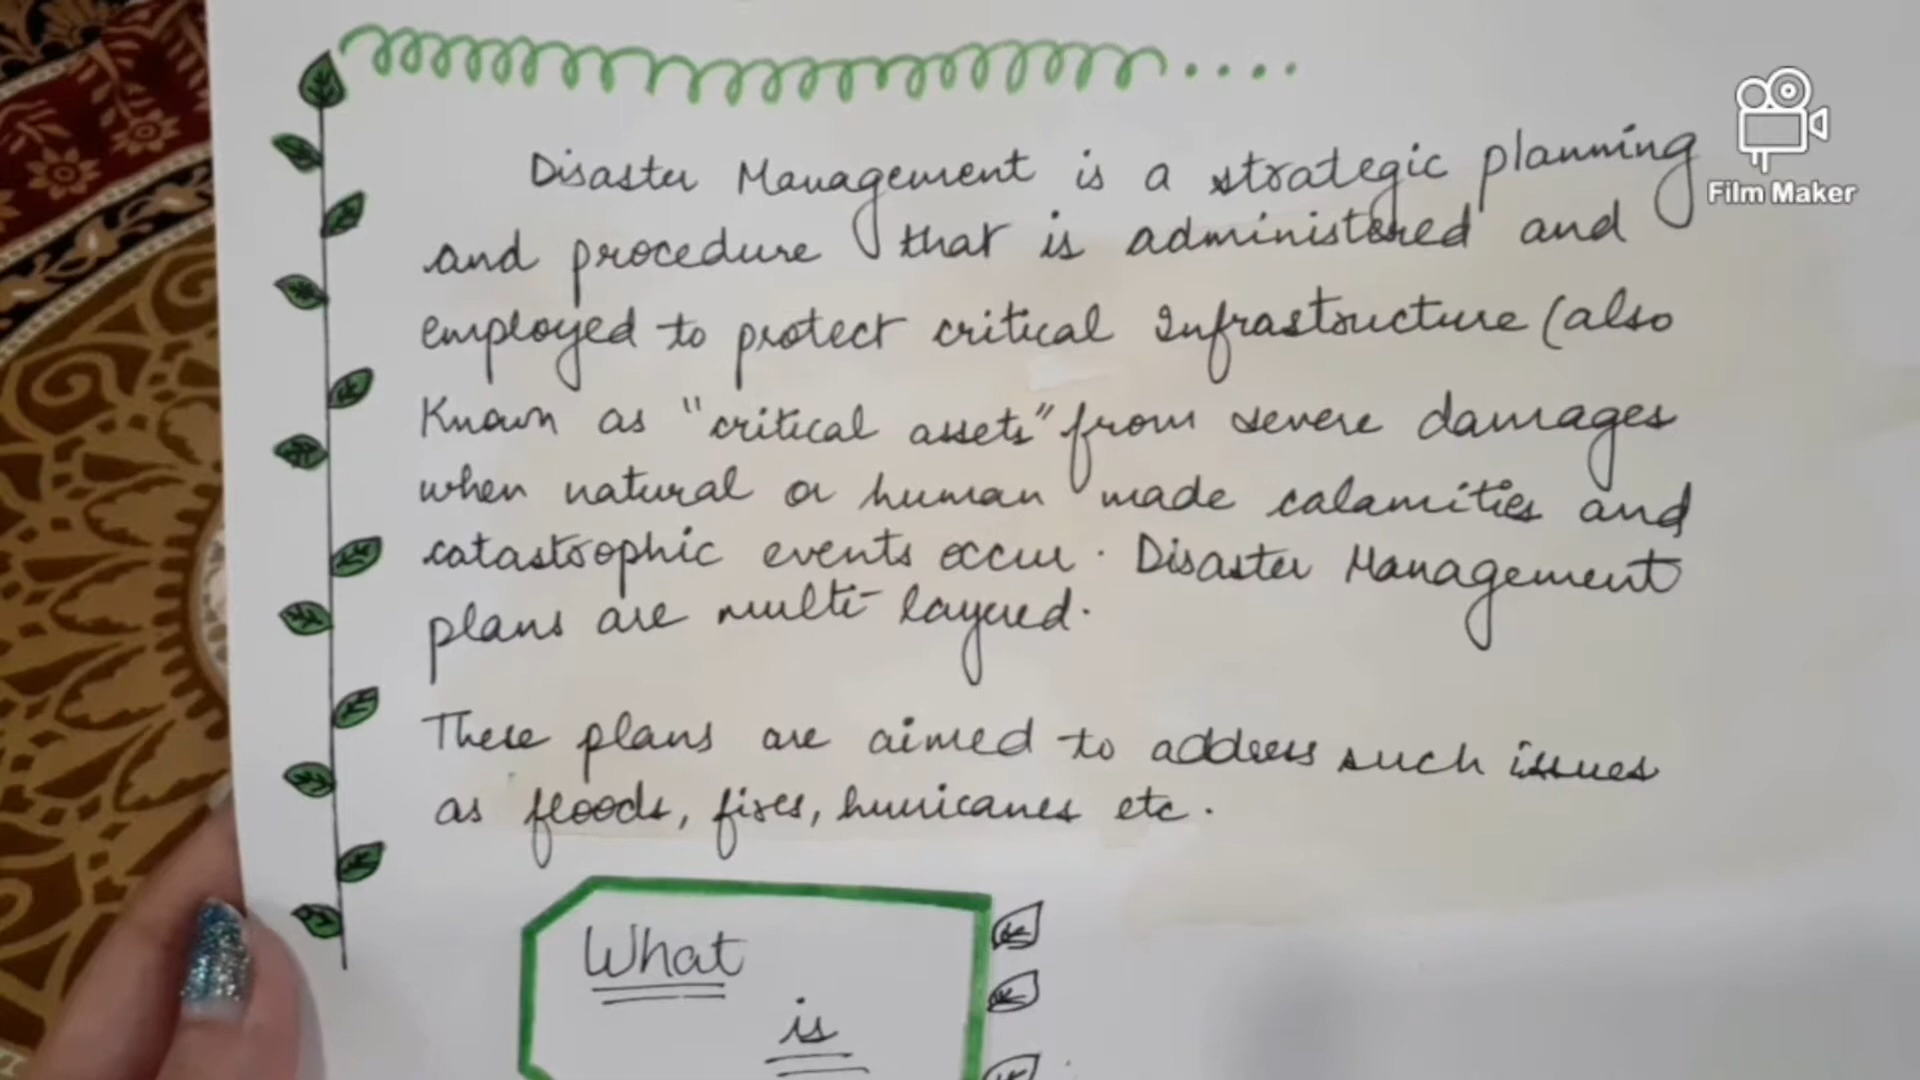 Disaster Management is a strategic planning
and procedure that is administered and
employed to protect critical Infrastructure (also
Known as "critical assets" from severe damages
when natural or human made calamities and
catastrophic events occur. Disaster Management
plans are multi-layered.
These plans are aimed to address such issues
as floods, fires, hurricanes etc.
What
is
Film Maker